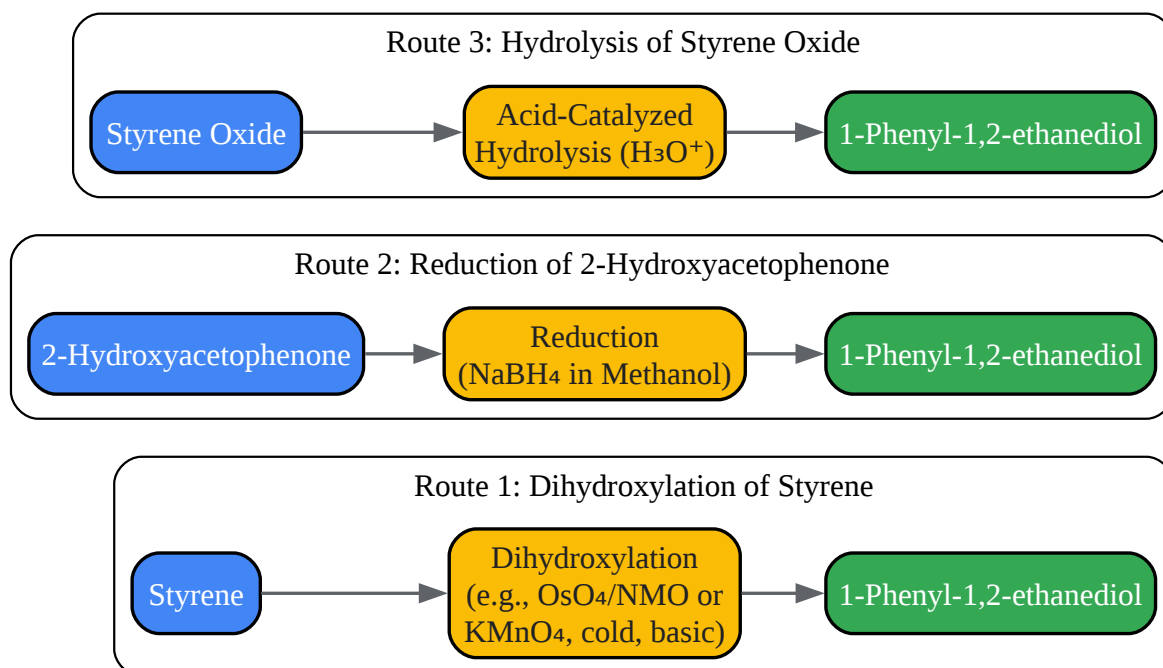 Route 3: Hydrolysis of Styrene Oxide
Styrene Oxide
Acid-Catalyzed
Hydrolysis (H₃O⁺)
1-Phenyl-1,2-ethanediol
Route 2: Reduction of 2-Hydroxyacetophenone
2-Hydroxyacetophenone
Reduction
(NaBH₄ in Methanol)
1-Phenyl-1,2-ethanediol
Route 1: Dihydroxylation of Styrene
Styrene
Dihydroxylation
(e.g., OsO₄/NMO or
KMnO₄, cold, basic)
1-Phenyl-1,2-ethanediol